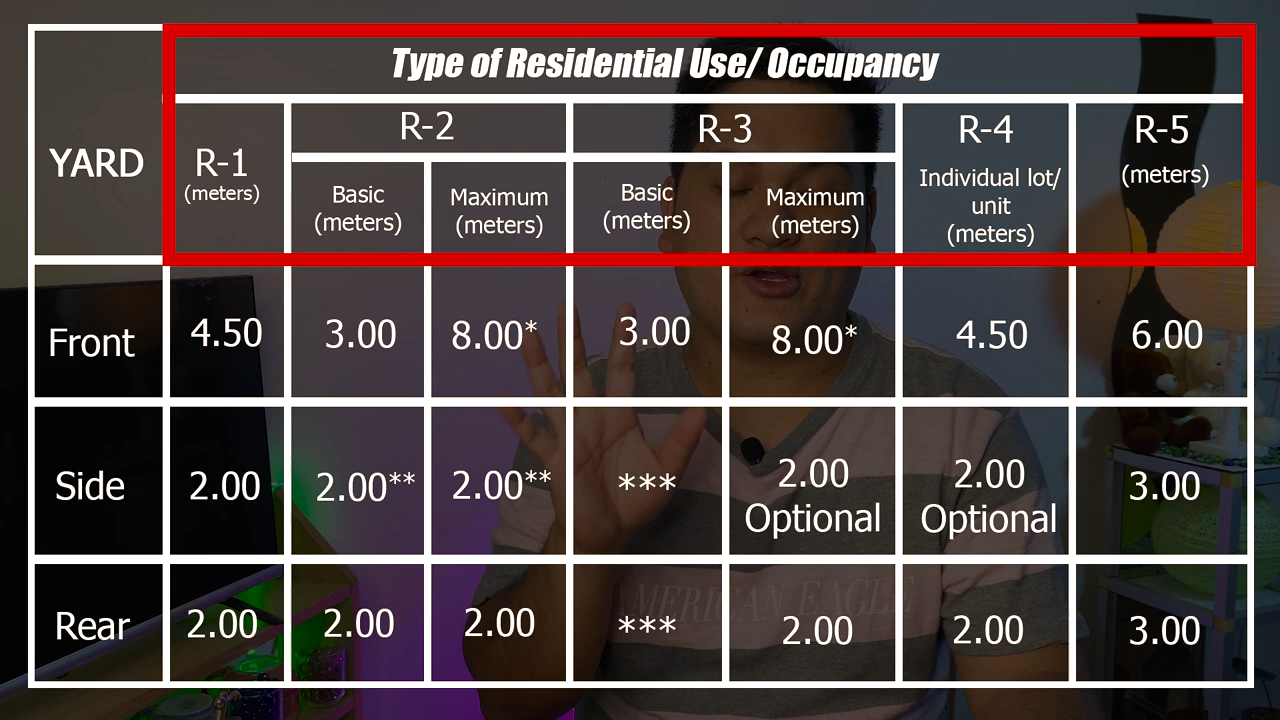 Type of Residential Use/ Occupancy
YARD
R-1
(meters)
R-2
R-3
R-4
Individual lot/
unit
(meters)
R-5
(meters)
Basic
(meters)
Maximum
(meters)
Basic
(meters)
Maximum
(meters)
Front 4.50 3.00 8.00* 3.00 8.00* 4.50 6.00
Side 2.00 2.00** 2.00** *** 2.00 Optional 2.00 Optional 3.00
Rear 2.00 2.00 2.00 *** 2.00 2.00 3.00
AMERICAN EAGLE